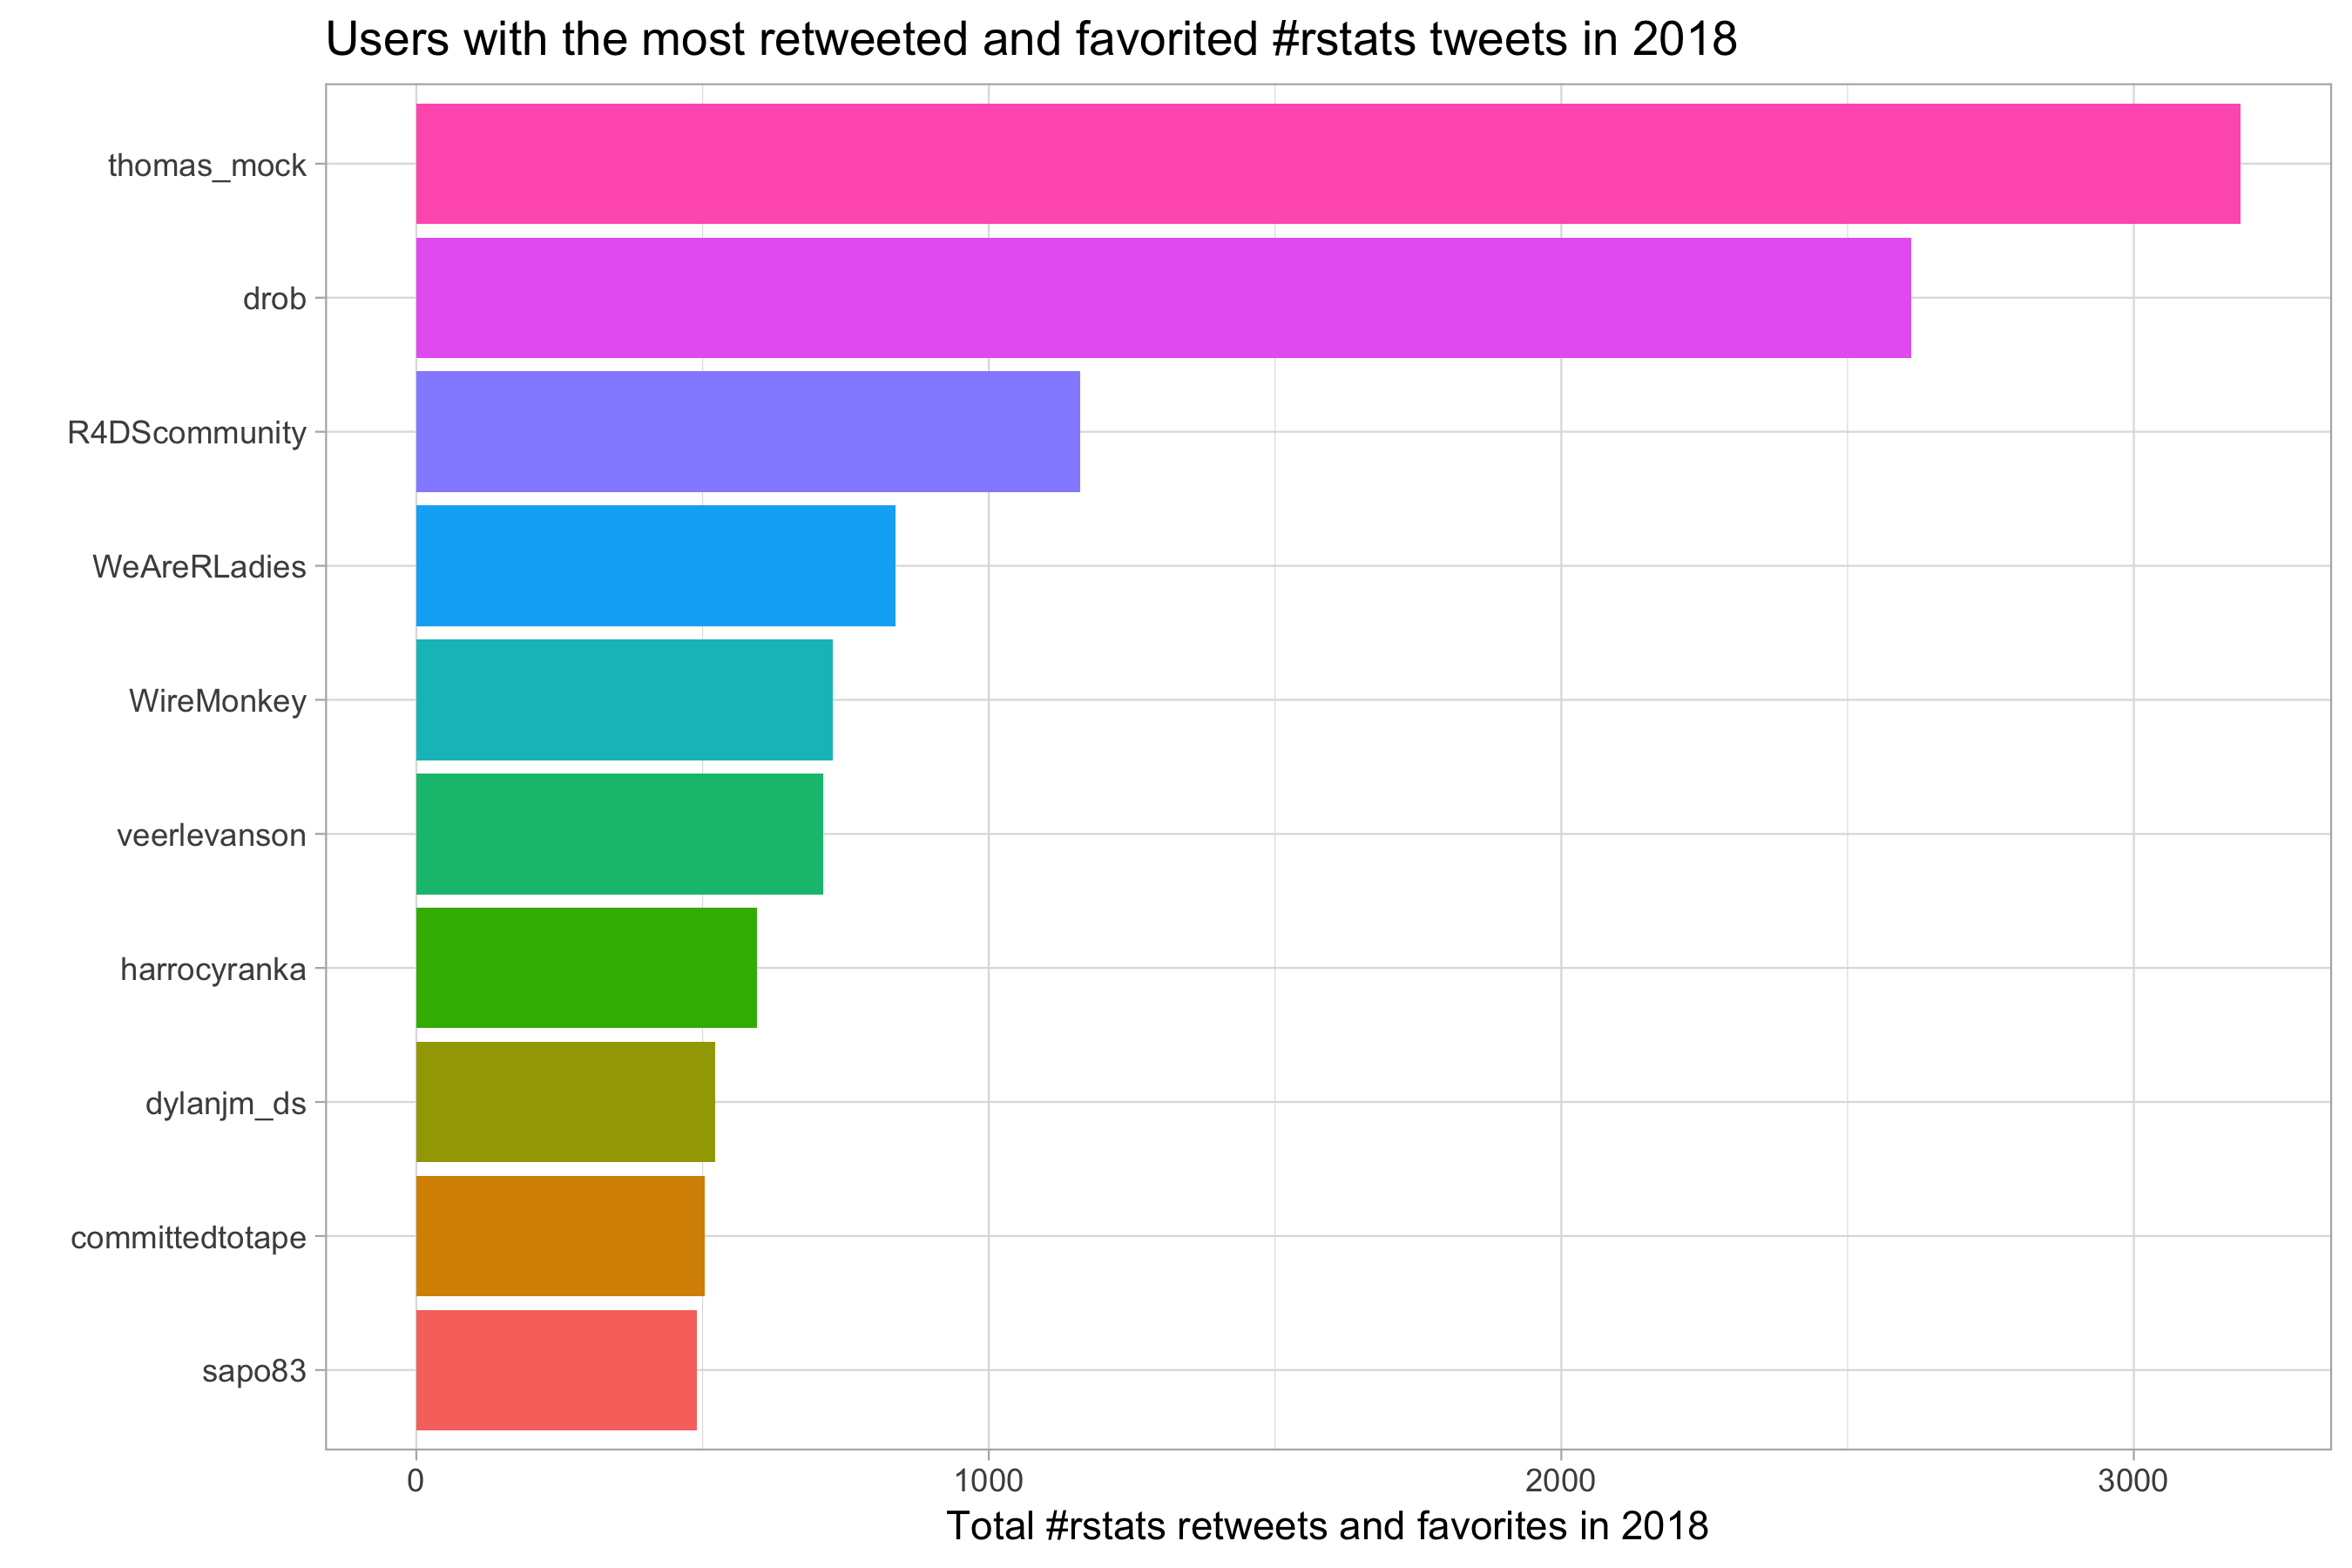 Users with the most retweeted and favorited #rstats tweets in 2018
thomas_mock
drob
R4DScommunity
WeAreRLadies
WireMonkey
veerlevanson
harrocyranka
dylanjm_ds
committedtotape
sapo83
0 1000 2000 3000
Total #rstats retweets and favorites in 2018